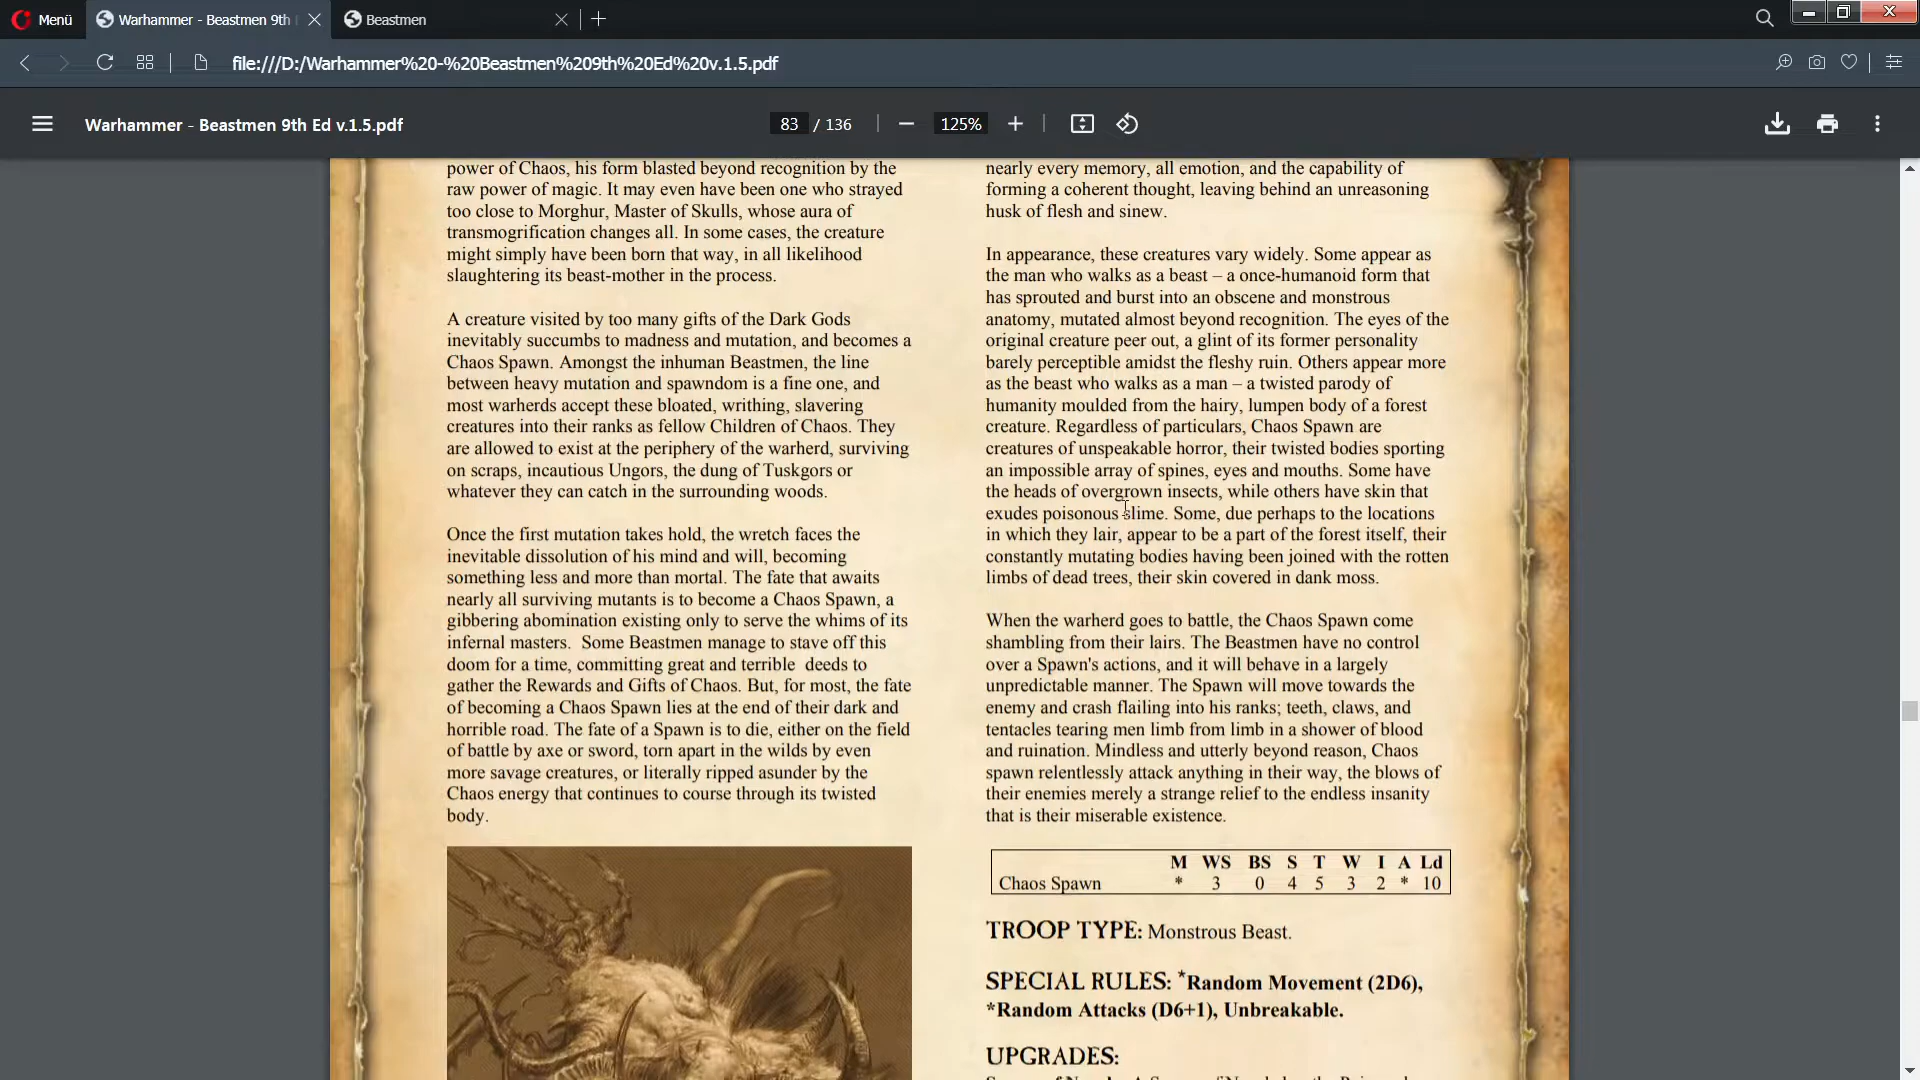 Menü
Warhammer - Beastmen 9th
Beastmen
file:///D:/Warhammer%20-%20Beastmen%209th%20Ed%20v.1.5.pdf
Warhammer - Beastmen 9th Ed v.1.5.pdf
83 / 136
125%
power of Chaos, his form blasted beyond recognition by the
raw power of magic. It may even have been one who strayed
too close to Morghur, Master of Skulls, whose aura of
transmogrification changes all. In some cases, the creature
might simply have been born that way, in all likelihood
slaughtering its beast-mother in the process.
A creature visited by too many gifts of the Dark Gods
inevitably succumbs to madness and mutation, and becomes a
Chaos Spawn. Amongst the inhuman Beastmen, the line
between heavy mutation and spawndom is a fine one, and
most warherds accept these bloated, writhing, slavering
creatures into their ranks as fellow Children of Chaos. They
are allowed to exist at the periphery of the warherd, surviving
on scraps, incautious Ungors, the dung of Tuskgors or
whatever they can catch in the surrounding woods.
Once the first mutation takes hold, the wretch faces the
inevitable dissolution of his mind and will, becoming
something less and more than mortal. The fate that awaits
nearly all surviving mutants is to become a Chaos Spawn, a
gibbering abomination existing only to serve the whims of its
infernal masters.  Some Beastmen manage to stave off this
doom for a time, committing great and terrible  deeds to
gather the Rewards and Gifts of Chaos. But, for most, the fate
of becoming a Chaos Spawn lies at the end of their dark and
horrible road. The fate of a Spawn is to die, either on the field
of battle by axe or sword, torn apart in the wilds by even
more savage creatures, or literally ripped asunder by the
Chaos energy that continues to course through its twisted
body.
nearly every memory, all emotion, and the capability of
forming a coherent thought, leaving behind an unreasoning
husk of flesh and sinew.
In appearance, these creatures vary widely. Some appear as
the man who walks as a beast – a once-humanoid form that
has sprouted and burst into an obscene and monstrous
anatomy, mutated almost beyond recognition. The eyes of the
original creature peer out, a glint of its former personality
barely perceptible amidst the fleshy ruin. Others appear more
as the beast who walks as a man – a twisted parody of
humanity moulded from the hairy, lumpen body of a forest
creature. Regardless of particulars, Chaos Spawn are
creatures of unspeakable horror, their twisted bodies sporting
an impossible array of spines, eyes and mouths. Some have
the heads of overgrown insects, while others have skin that
exudes poisonous slime. Some, due perhaps to the locations
in which they lair, appear to be a part of the forest itself, their
constantly mutating bodies having been joined with the rotten
limbs of dead trees, their skin covered in dank moss.
When the warherd goes to battle, the Chaos Spawn come
shambling from their lairs. The Beastmen have no control
over a Spawn's actions, and it will behave in a largely
unpredictable manner. The Spawn will move towards the
enemy and crash flailing into his ranks; teeth, claws, and
tentacles tearing men limb from limb in a shower of blood
and ruination. Mindless and utterly beyond reason, Chaos
spawn relentlessly attack anything in their way, the blows of
their enemies merely a strange relief to the endless insanity
that is their miserable existence.
M WS BS S T W I A Ld
Chaos Spawn * 3 0 4 5 3 2 * 10
TROOP TYPE: Monstrous Beast.
SPECIAL RULES: *Random Movement (2D6),
*Random Attacks (D6+1), Unbreakable.
UPGRADES: